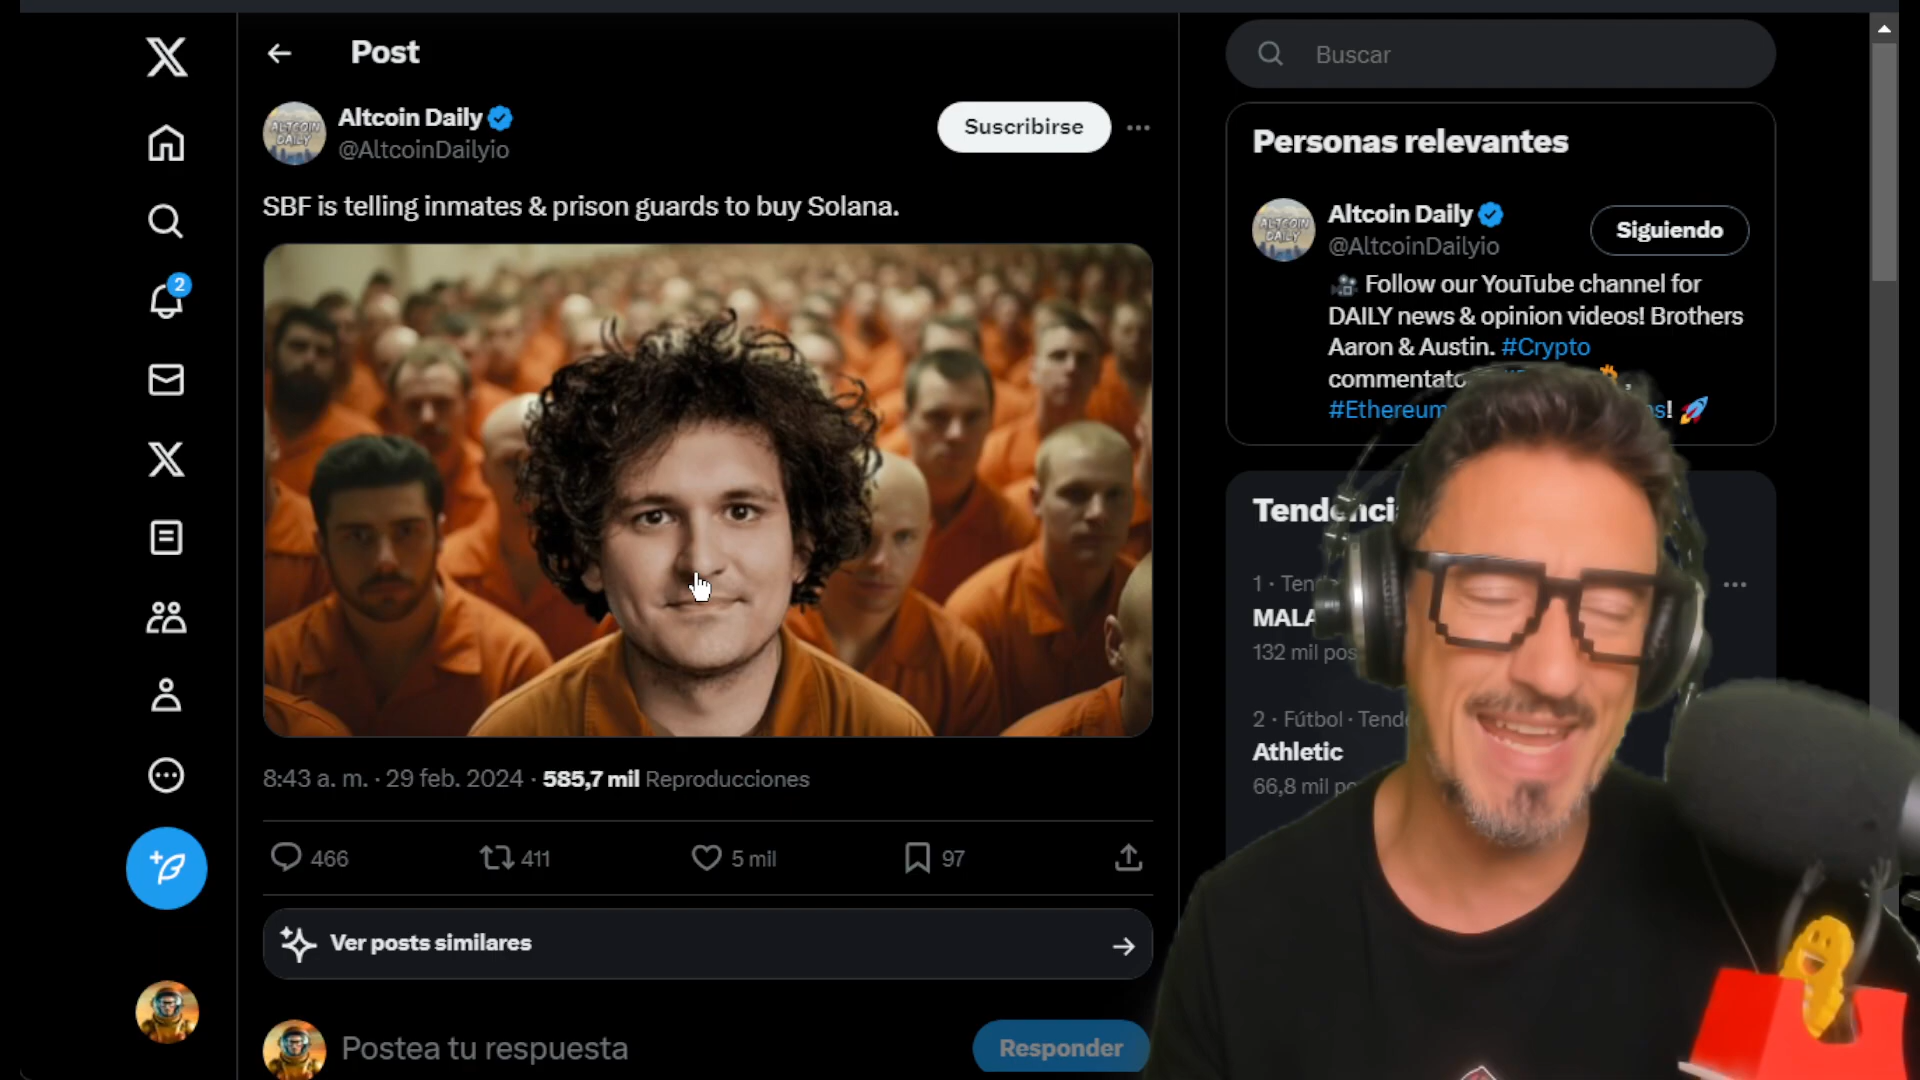 Post
Buscar
Altcoin Daily
@AltcoinDailyio
Suscribirse
SBF is telling inmates & prison guards to buy Solana.
8:43 a. m. · 29 feb. 2024 · 585,7 mil Reproducciones
466
411
5 mil
97
Ver posts similares
Postea tu respuesta
Responder
2
Personas relevantes
ALTCOIN
DAILY
Altcoin Daily
@AltcoinDailyio
Siguiendo
Follow our YouTube channel for
DAILY news & opinion videos! Brothers
Aaron & Austin. #Crypto
#Ethereum
1 ·
132 mil
2 · Fútbol ·
Athletic
66,8 mil